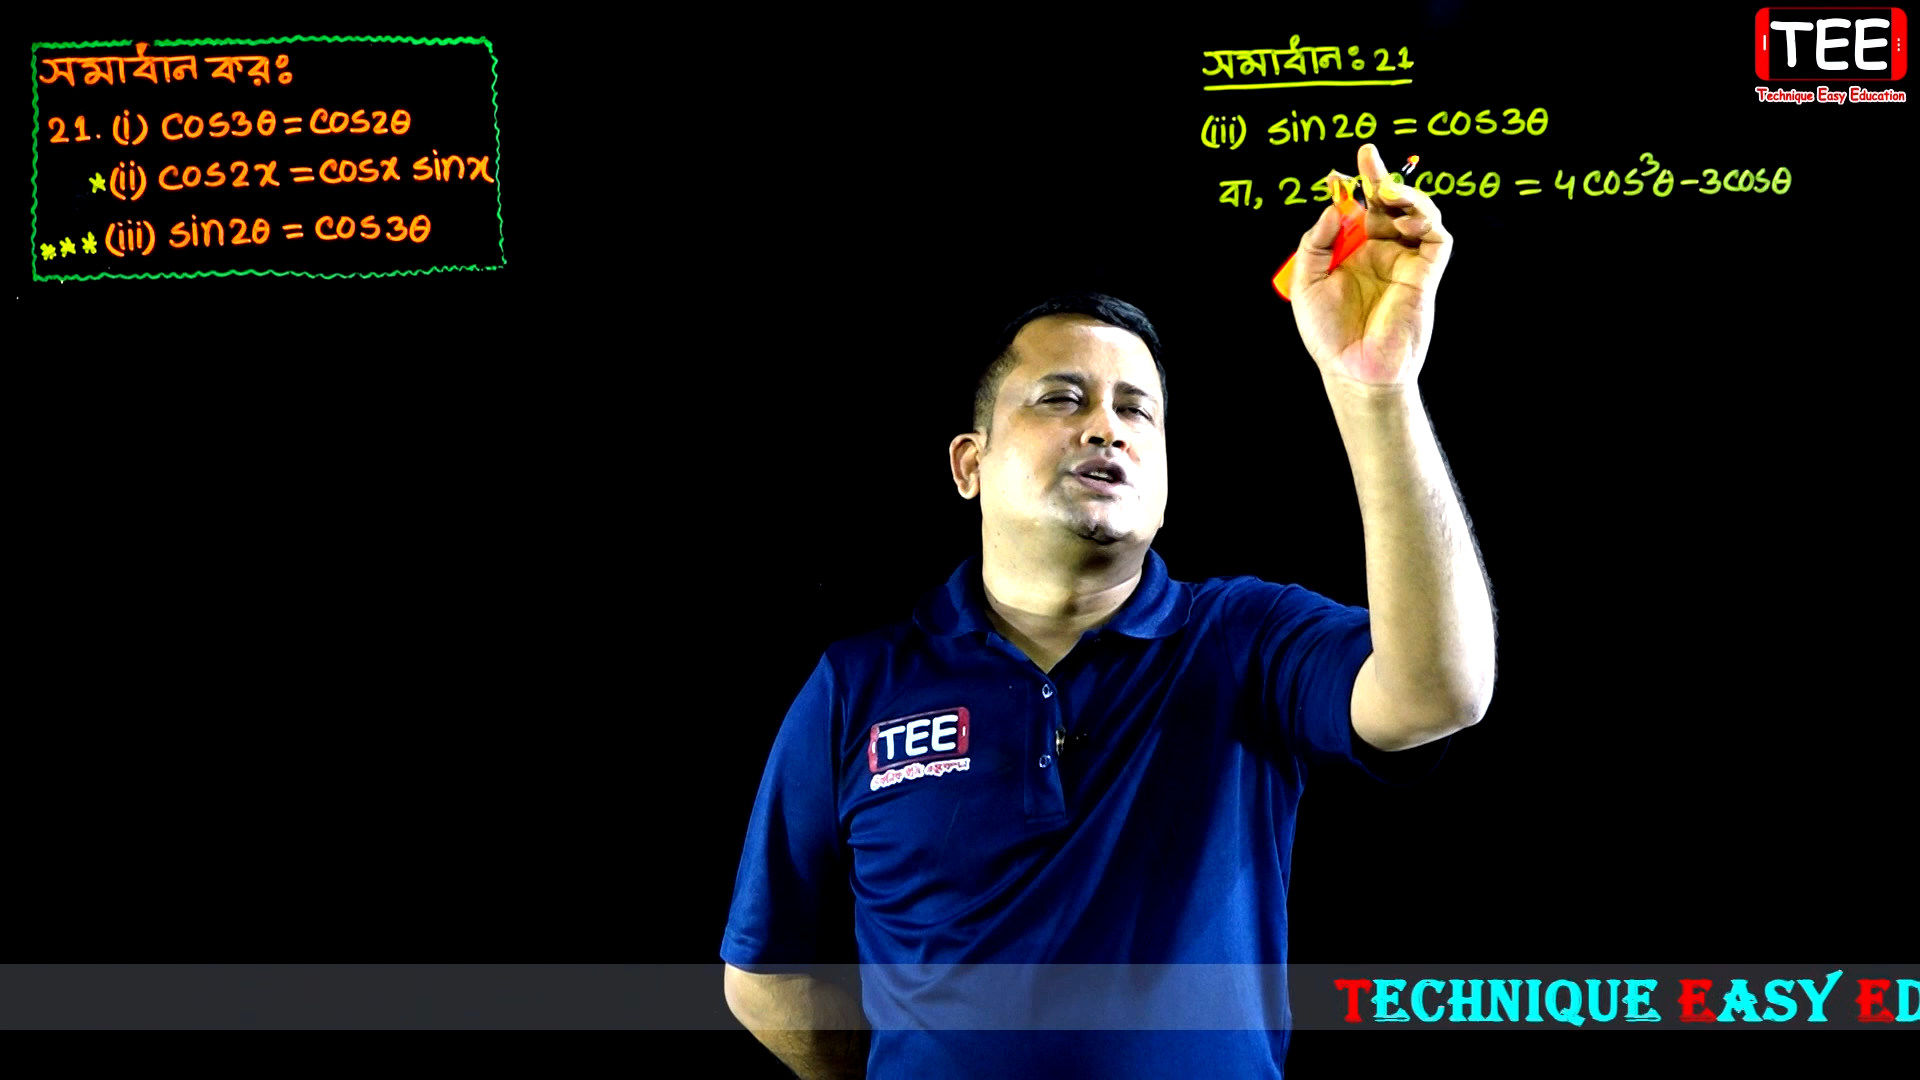 সমাধান করঃ
21. (i) cos3θ = cos2θ
*(ii) cos2x = cosx sinx
***(iii) sin2θ = cos3θ
সমাধানঃ 21
(iii) sin2θ = cos3θ
বা, 2sinθ cosθ = 4cos³θ-3cosθ
TEE
Technique Easy Education
TEE
TECHNIQUE EASY ED